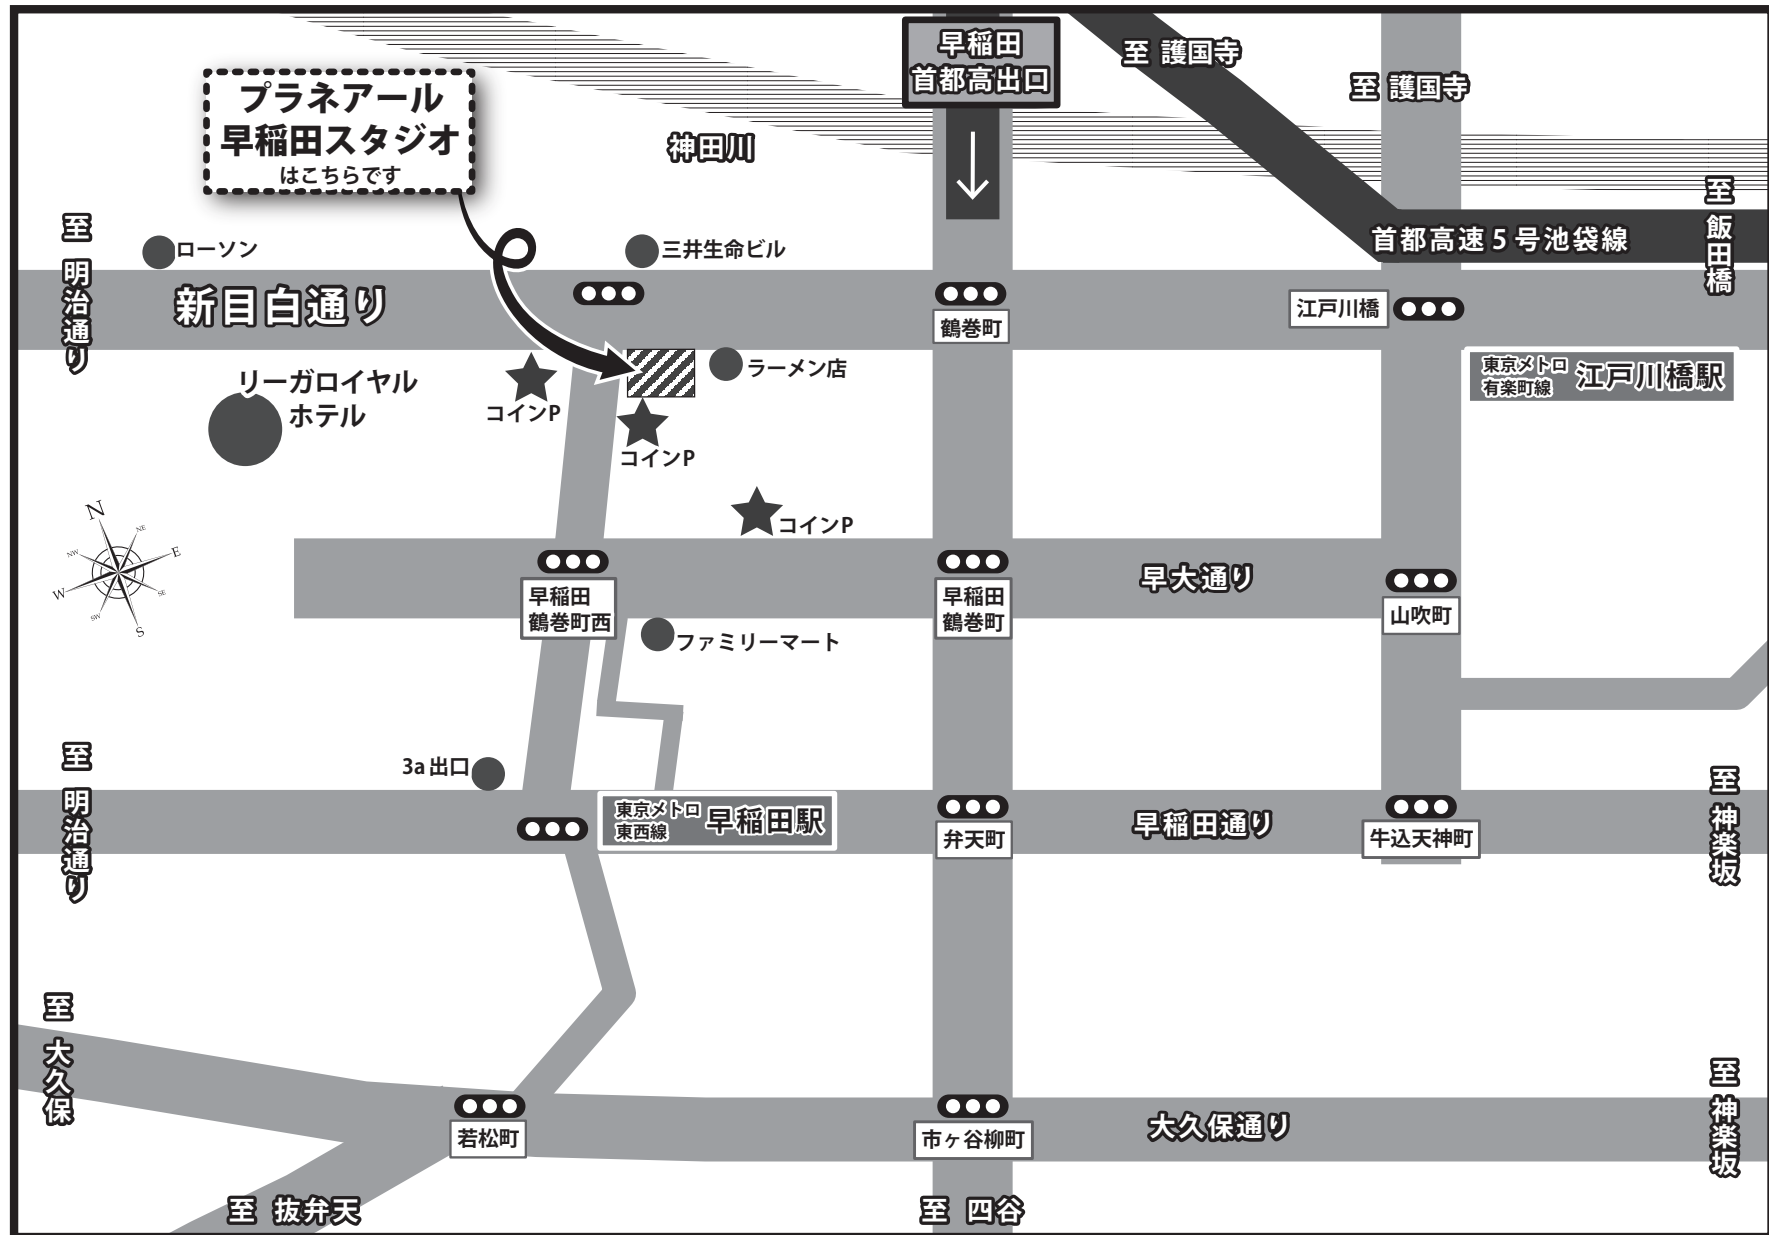 早稲田
首都高出口
至 護国寺
至 護国寺
プラネアール
早稲田スタジオ
はこちらです
神田川
至 飯田橋
至 明治通り
ローソン
三井生命ビル
首都高速5号池袋線
新目白通り
鶴巻町
江戸川橋
ラーメン店
東京メトロ
有楽町線
江戸川橋駅
リーガロイヤル
ホテル
コインP
コインP
コインP
N
NE
E
SE
S
SW
W
NW
早稲田
鶴巻町西
早稲田
鶴巻町
早大通り
山吹町
ファミリーマート
至 明治通り
3a出口
東京メトロ
東西線
早稲田駅
弁天町
早稲田通り
牛込天神町
至 神楽坂
至 大久保
若松町
市ヶ谷柳町
大久保通り
至 神楽坂
至 抜弁天
至 四谷